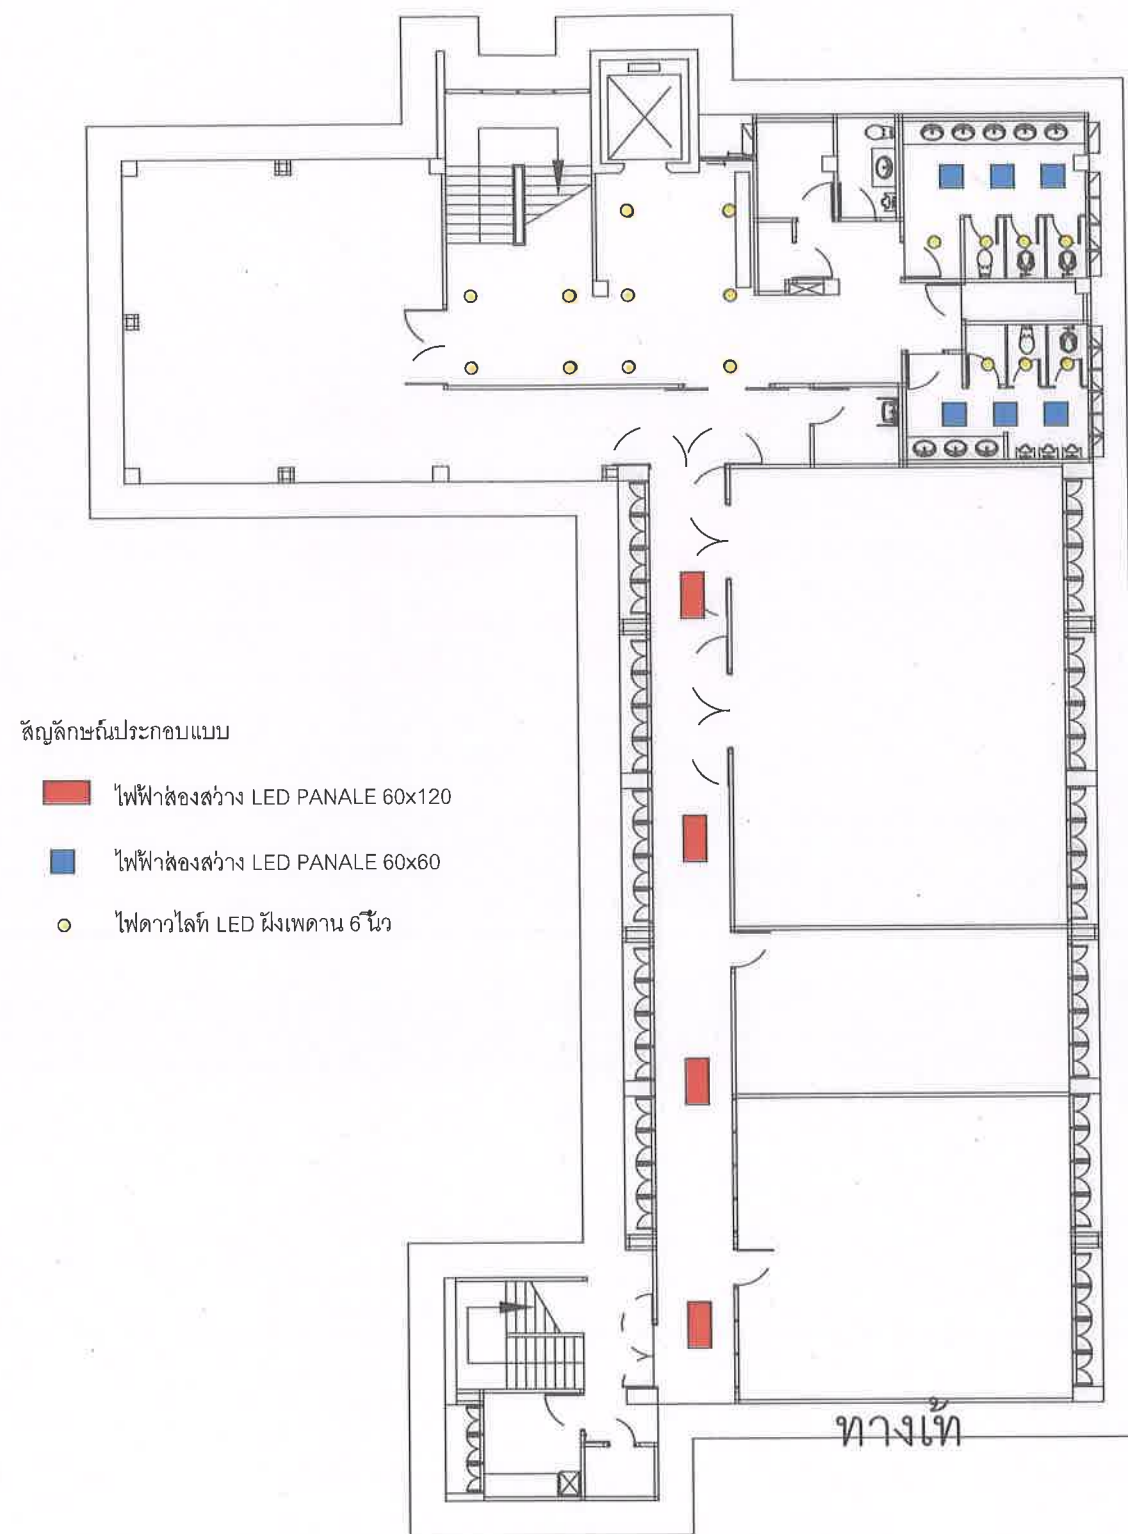 สัญลักษณ์ประกอบแบบ
ไฟฟ้าส่องสว่าง LED PANALE 60x120
ไฟฟ้าส่องสว่าง LED PANALE 60x60
ไฟดาวไลท์ LED ฝังเพดาน 6 นิ้ว
ทางเท้